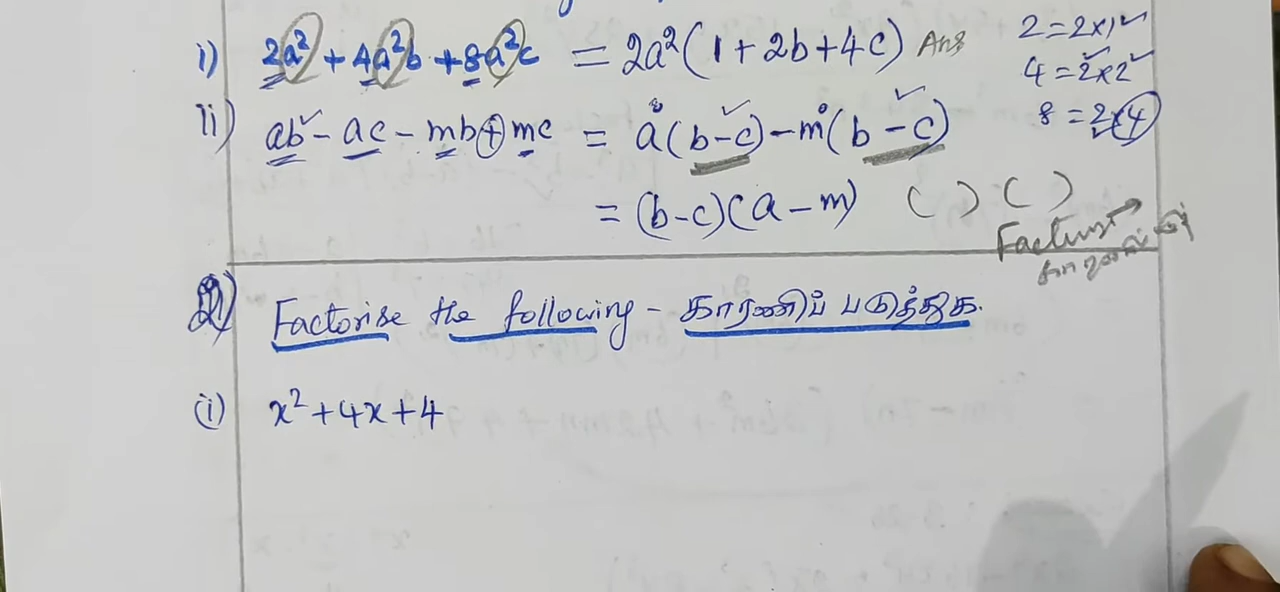 i) 2a² + 4a²b + 8a²c = 2a²(1+2b+4c) Ans
2 = 2×1
4 = 2×2
8 = 2×4
ii) ab - ac - mb + mc = a(b-c) - m(b-c)
= (b-c)(a-m) ( ) ( )
2) Factorise the following - காரணிப் படுத்துக.
(i) x² + 4x + 4